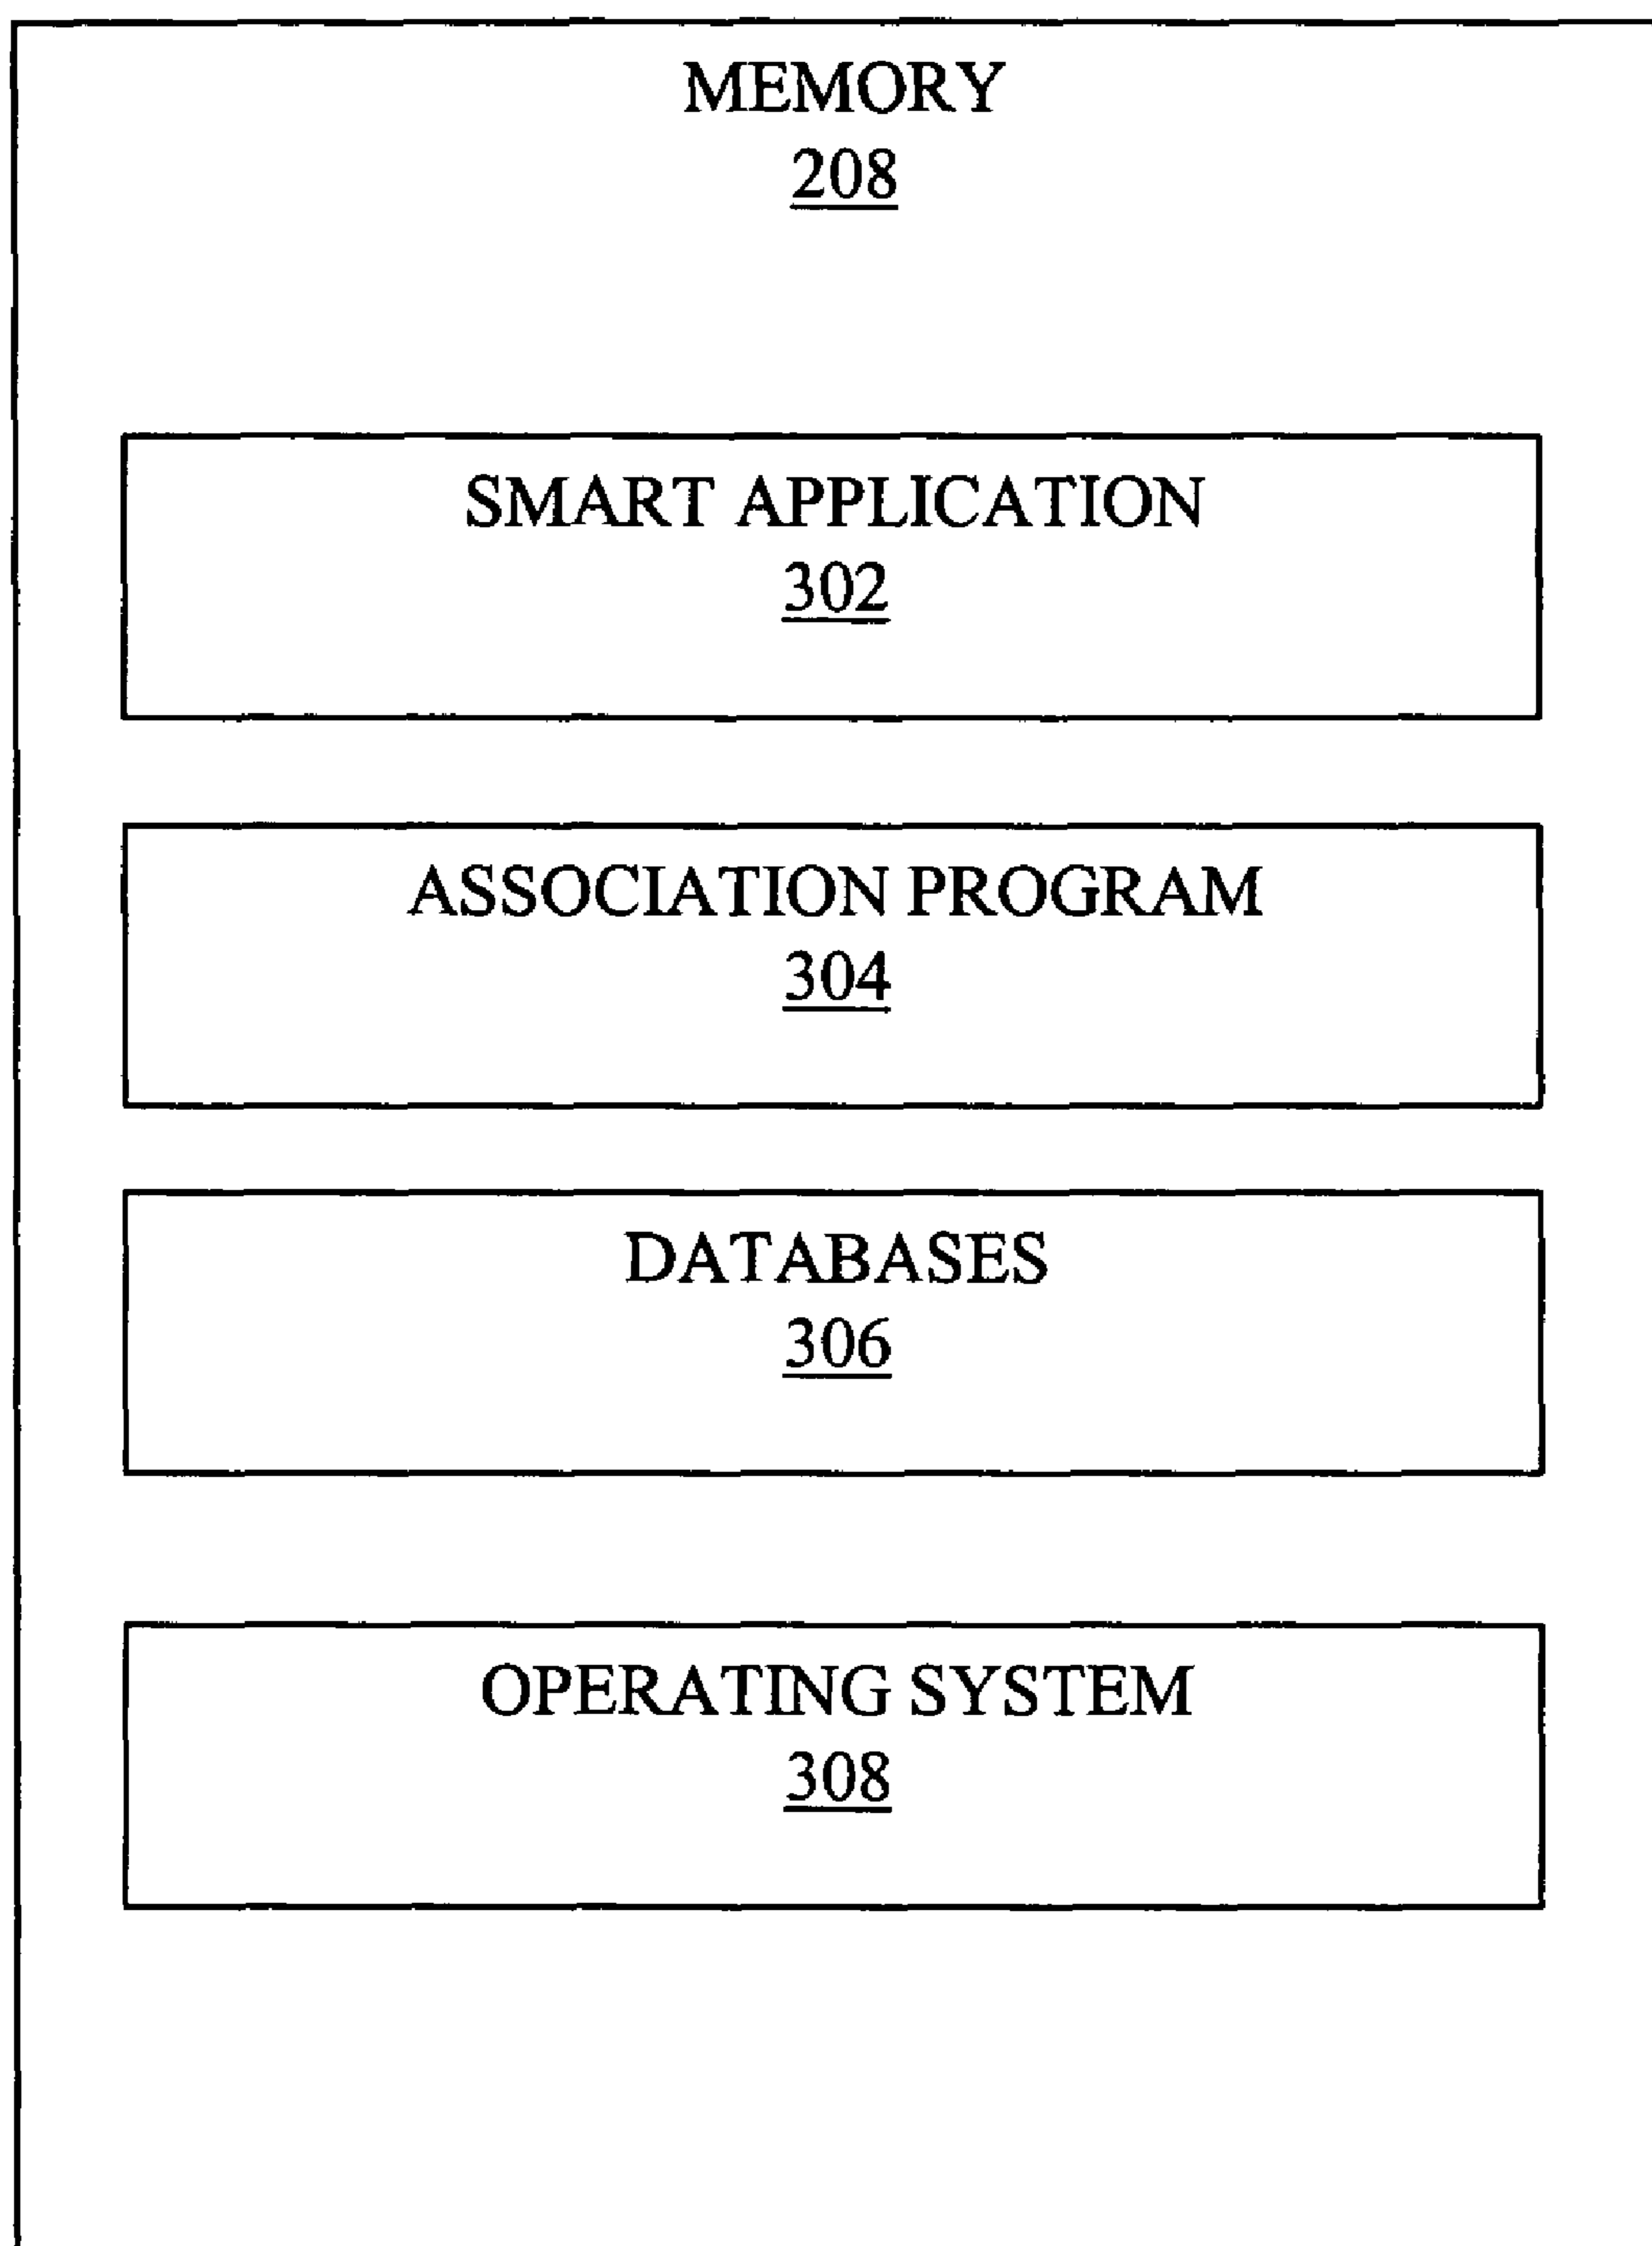 MEMORY
208
SMART APPLICATION
302
ASSOCIATION PROGRAM
304
DATABASES
306
OPERATING SYSTEM
308